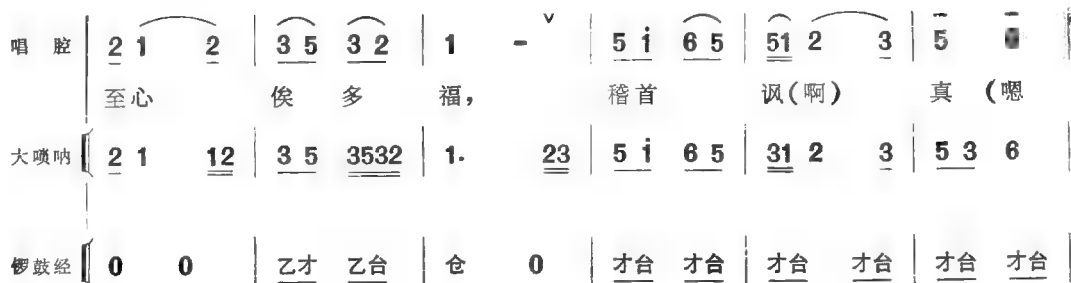 唱腔 2 1 2 | 3 5 3 2 | 1 - | 5 i 6 5 | 51 2 3 | 5
至心 俟 多 福， 稽首 讽(啊) 真 (嗯
大唢呐 2 1 12 | 3 5 3532 | 1. 23 | 5 i 6 5 | 31 2 3 | 5 3 6
锣鼓经 0 0 | 乙才 乙台 | 仓 0 | 才台 才台 | 才台 才台 | 才台 才台